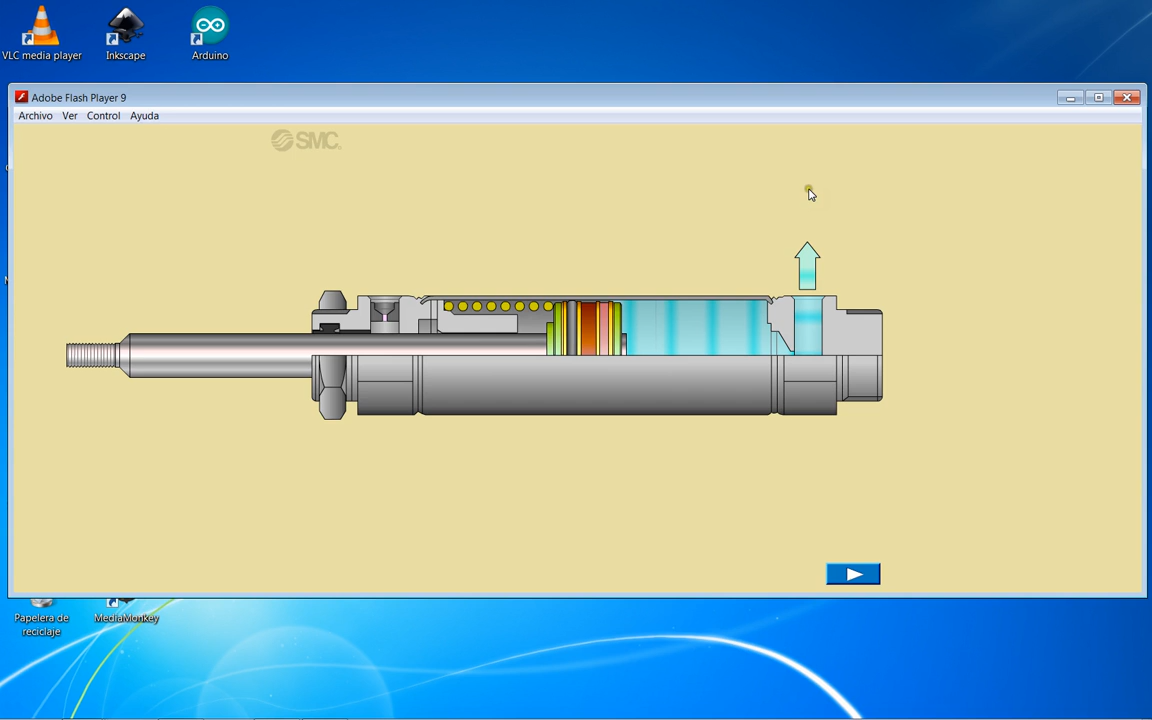 VLC media player
Inkscape
Arduino
Adobe Flash Player 9
Archivo Ver Control Ayuda
SMC
Papelera de
reciclaje
MediaMonkey